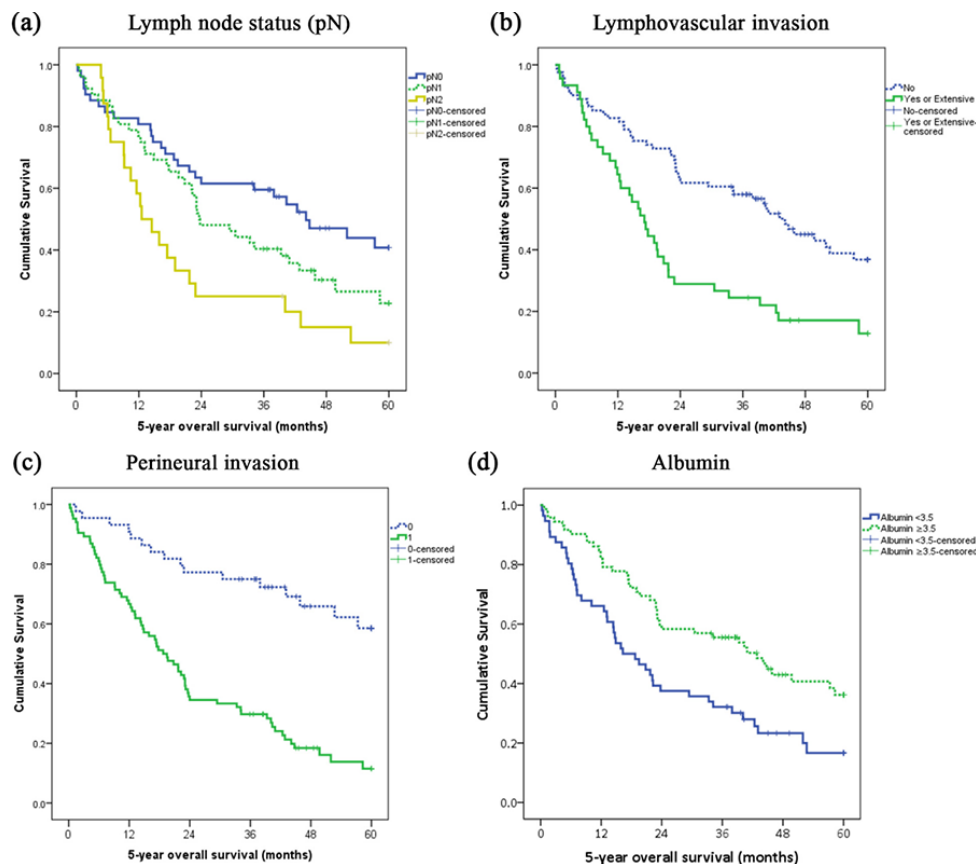 (a) Lymph node status (pN)
1.0
0.8
0.6
0.4
0.2
0.0
Cumulative Survival
0 12 24 36 48 60
5-year overall survival (months)
pN0
pN1
pN2
pN0-censored
pN1-censored
pN2-censored
(b) Lymphovascular invasion
1.0
0.8
0.6
0.4
0.2
0.0
Cumulative Survival
0 12 24 36 48 60
5-year overall survival (months)
No
Yes or Extensive
No-censored
Yes or Extensive-
censored
(c) Perineural invasion
1.0
0.8
0.6
0.4
0.2
0.0
Cumulative Survival
0 12 24 36 48 60
5-year overall survival (months)
0
1
0-censored
1-censored
(d) Albumin
1.0
0.8
0.6
0.4
0.2
0.0
Cumulative Survival
0 12 24 36 48 60
5-year overall survival (months)
Albumin <3.5
Albumin ≥3.5
Albumin <3.5-censored
Albumin ≥3.5-censored